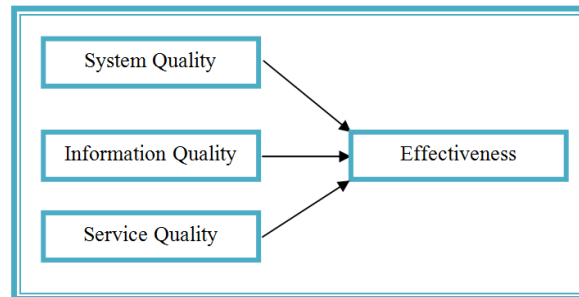 System Quality
Information Quality
Effectiveness
Service Quality